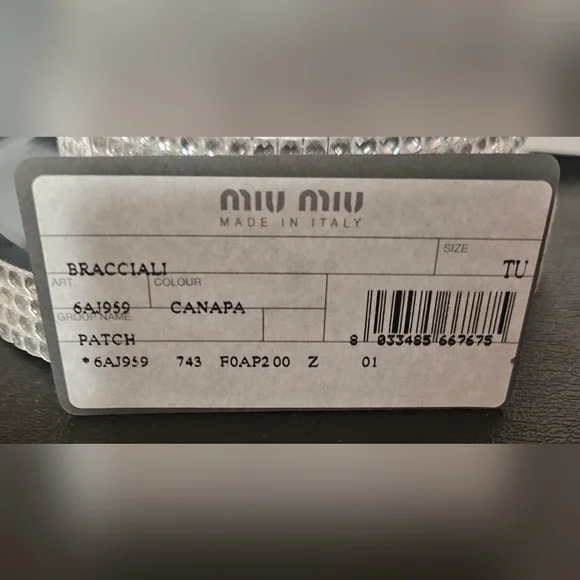 miu miu
MADE IN ITALY
SIZE
BRACCIALI TU
ART. COLOUR
6AJ959 CANAPA
GROUP NAME
PATCH 8 033485 667675
*6AJ959 743 F0AP200 Z 01